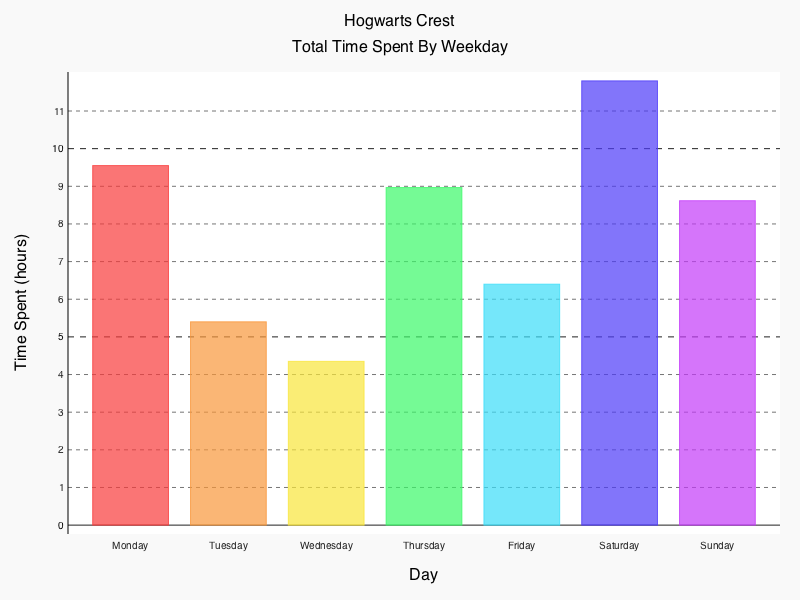 Hogwarts Crest
Total Time Spent By Weekday
Time Spent (hours)
11
10
9
8
7
6
5
4
3
2
1
0
Monday Tuesday Wednesday Thursday Friday Saturday Sunday
Day